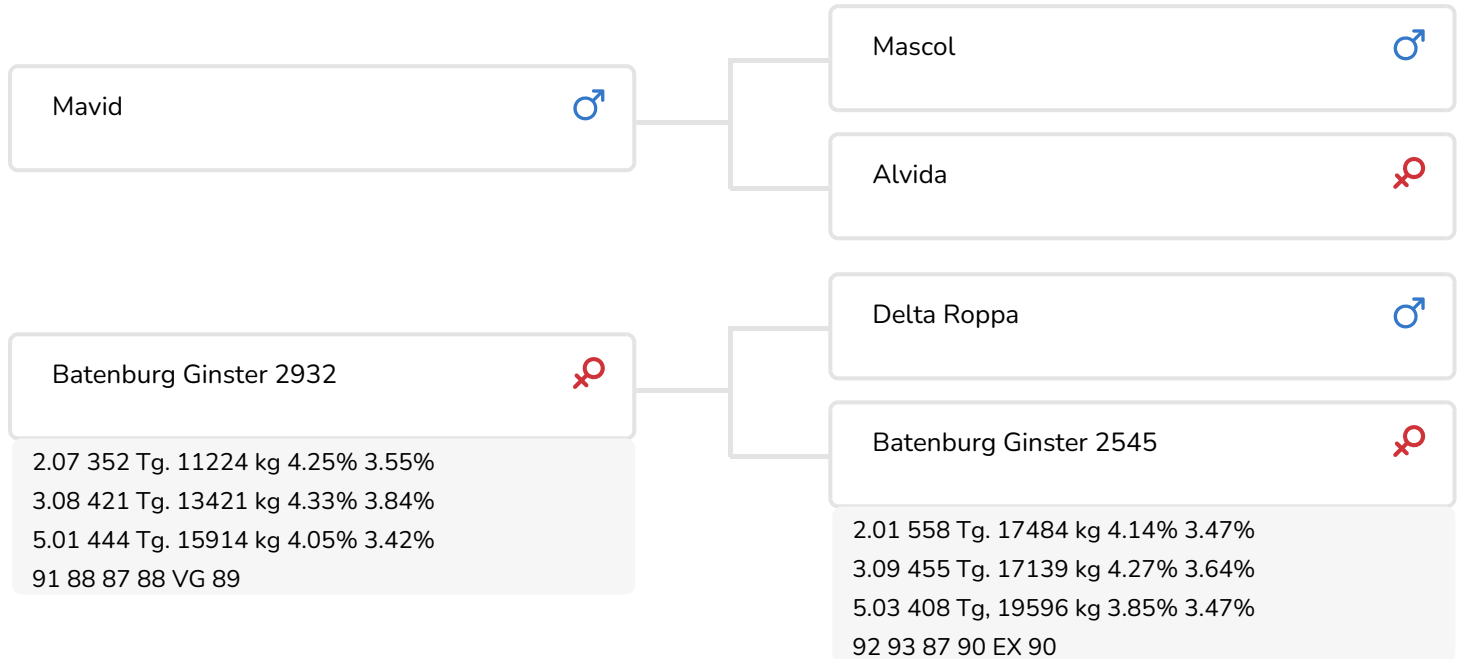 Mavid
Mascol
Alvida
Batenburg Ginster 2932
2.07 352 Tg. 11224 kg 4.25% 3.55%
3.08 421 Tg. 13421 kg 4.33% 3.84%
5.01 444 Tg. 15914 kg 4.05% 3.42%
91 88 87 88 VG 89
Delta Roppa
Batenburg Ginster 2545
2.01 558 Tg. 17484 kg 4.14% 3.47%
3.09 455 Tg. 17139 kg 4.27% 3.64%
5.03 408 Tg, 19596 kg 3.85% 3.47%
92 93 87 90 EX 90